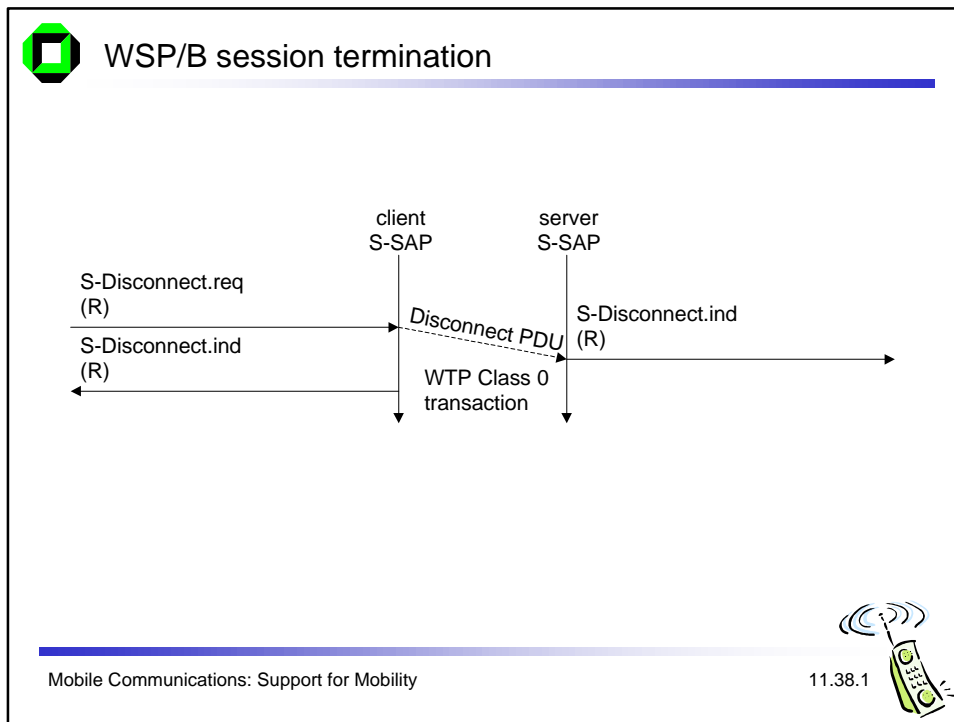 WSP/B session termination
client
S-SAP
server
S-SAP
S-Disconnect.req
(R)
S-Disconnect.ind
(R)
Disconnect PDU
S-Disconnect.ind
(R)
WTP Class 0
transaction
Mobile Communications: Support for Mobility
11.38.1